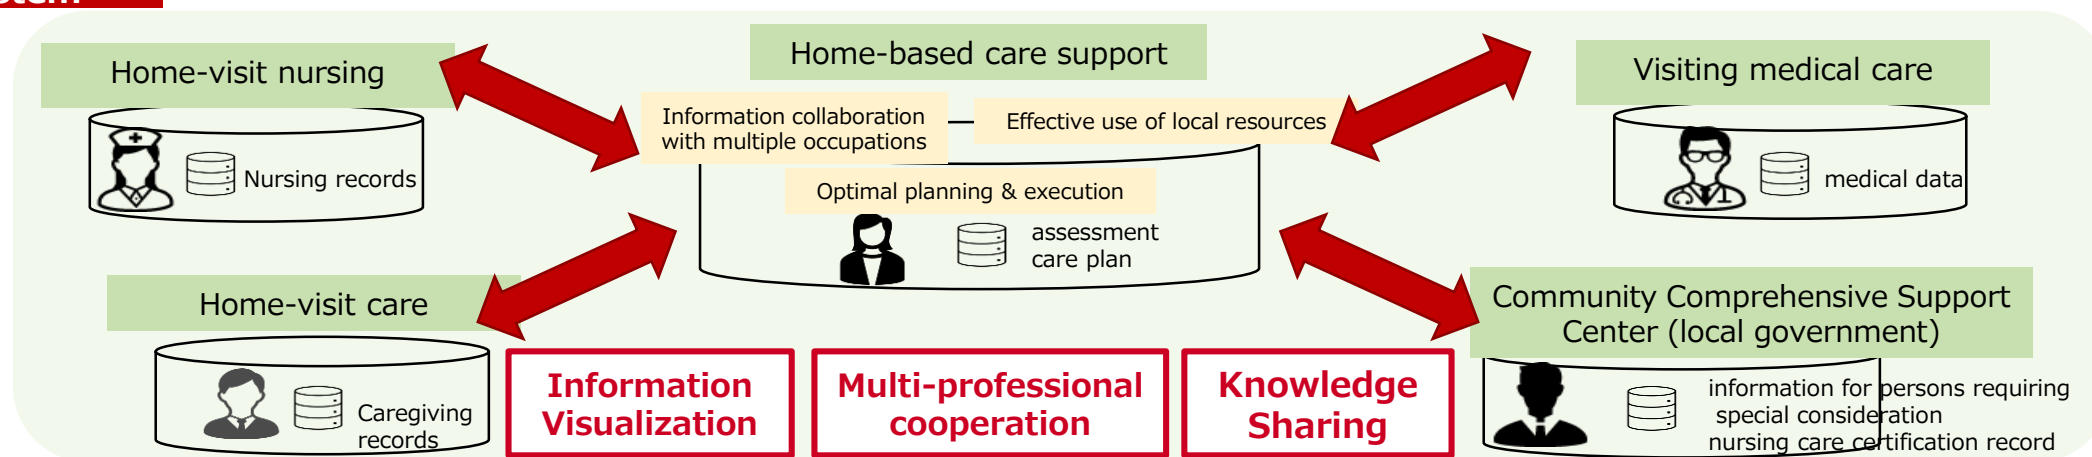 Home-visit nursing
Nursing records
Home-based care support
Information collaboration
with multiple occupations
Effective use of local resources
Optimal planning & execution
assessment
care plan
Visiting medical care
medical data
Home-visit care
Caregiving
records
Community Comprehensive Support
Center (local government)
information for persons requiring
special consideration
nursing care certification record
Information
Visualization
Multi-professional
cooperation
Knowledge
Sharing